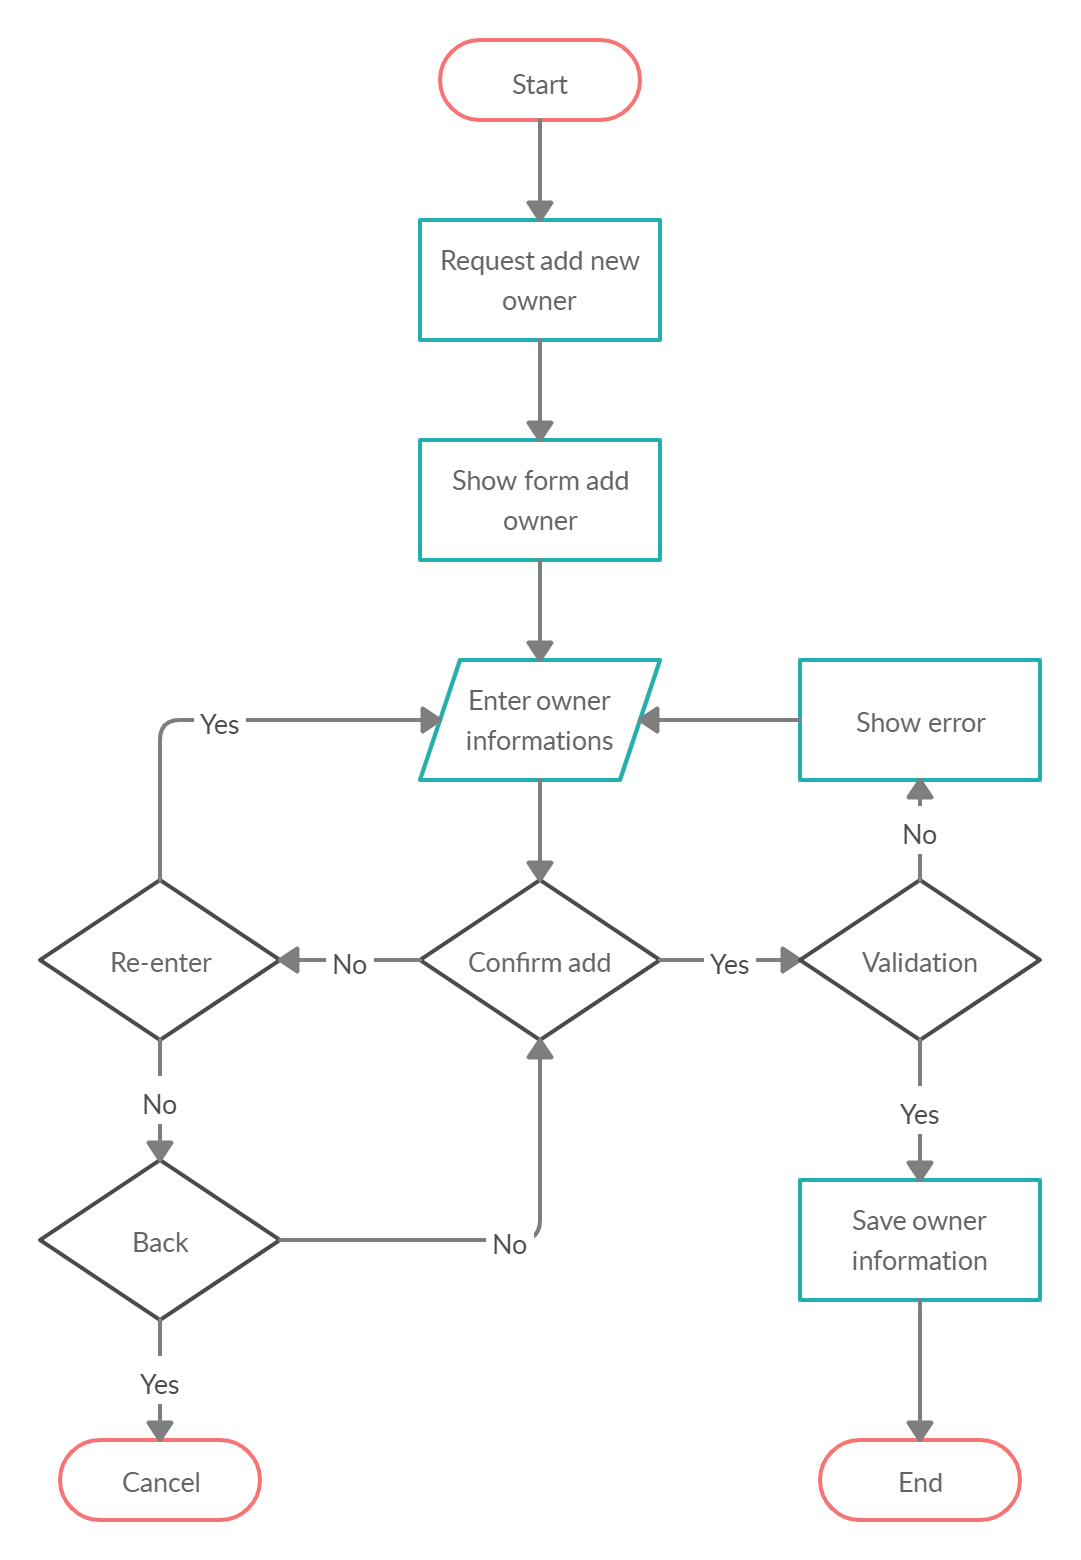 Start
Request add new
owner
Show form add
owner
Enter owner
informations
Show error
Yes
No
Re-enter
No
Confirm add
Yes
Validation
No
Yes
Back
No
Save owner
information
Yes
Cancel
End